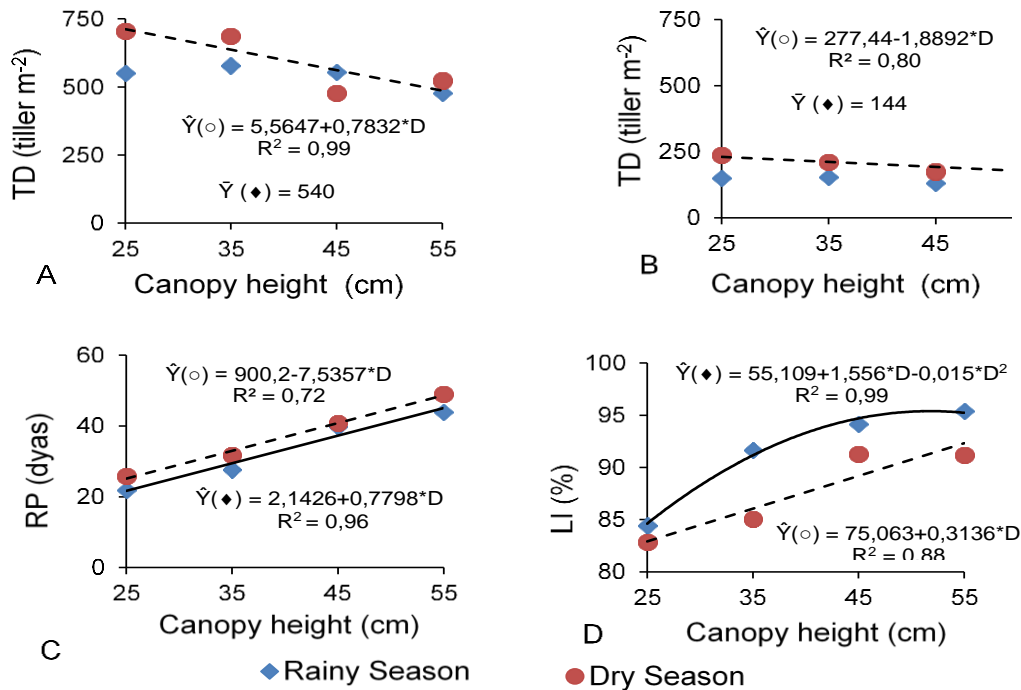 750
500
250
0
TD (tiller m⁻²)
Ŷ(○) = 5,5647+0,7832*D
R² = 0,99
Ȳ (♦) = 540
25 35 45 55
A
Canopy height (cm)
750
500
250
0
TD (tiller m⁻²)
Ŷ(○) = 277,44-1,8892*D
R² = 0,80
Ȳ (♦) = 144
25 35 45
B
Canopy height (cm)
60
40
20
0
RP (dyas)
Ŷ(○) = 900,2-7,5357*D
R² = 0,72
Ŷ(♦) = 2,1426+0,7798*D
R² = 0,96
25 35 45 55
Canopy height (cm)
C
100
95
90
85
80
LI (%)
Ŷ(♦) = 55,109+1,556*D-0,015*D²
R² = 0,99
Ŷ(○) = 75,063+0,3136*D
R² = 0,88
25 35 45 55
Canopy height (cm)
D
Rainy Season Dry Season